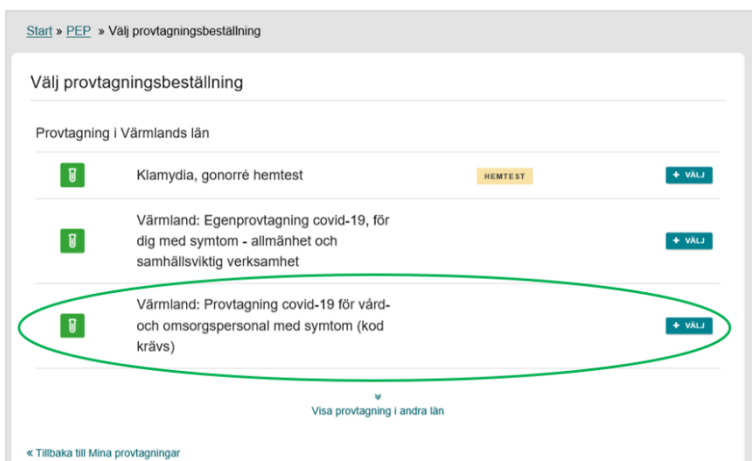 Start » PEP » Välj provtagningsbeställning
Välj provtagningsbeställning
Provtagning i Värmlands län
Klamydia, gonorré hemtest
HEMTEST
+ VÄLJ
Värmland: Egenprovtagning covid-19, för
dig med symtom - allmänhet och
samhällsviktig verksamhet
+ VÄLJ
Värmland: Provtagning covid-19 för vård-
och omsorgspersonal med symtom (kod
krävs)
+ VÄLJ
Visa provtagning i andra län
« Tillbaka till Mina provtagningar